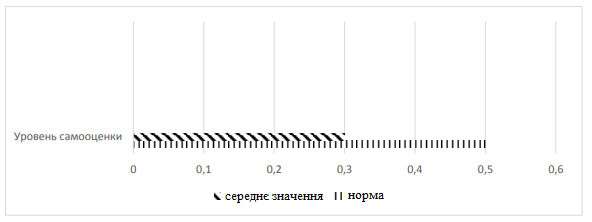 Уровень самооценки
0 0,1 0,2 0,3 0,4 0,5 0,6
середнє значення норма